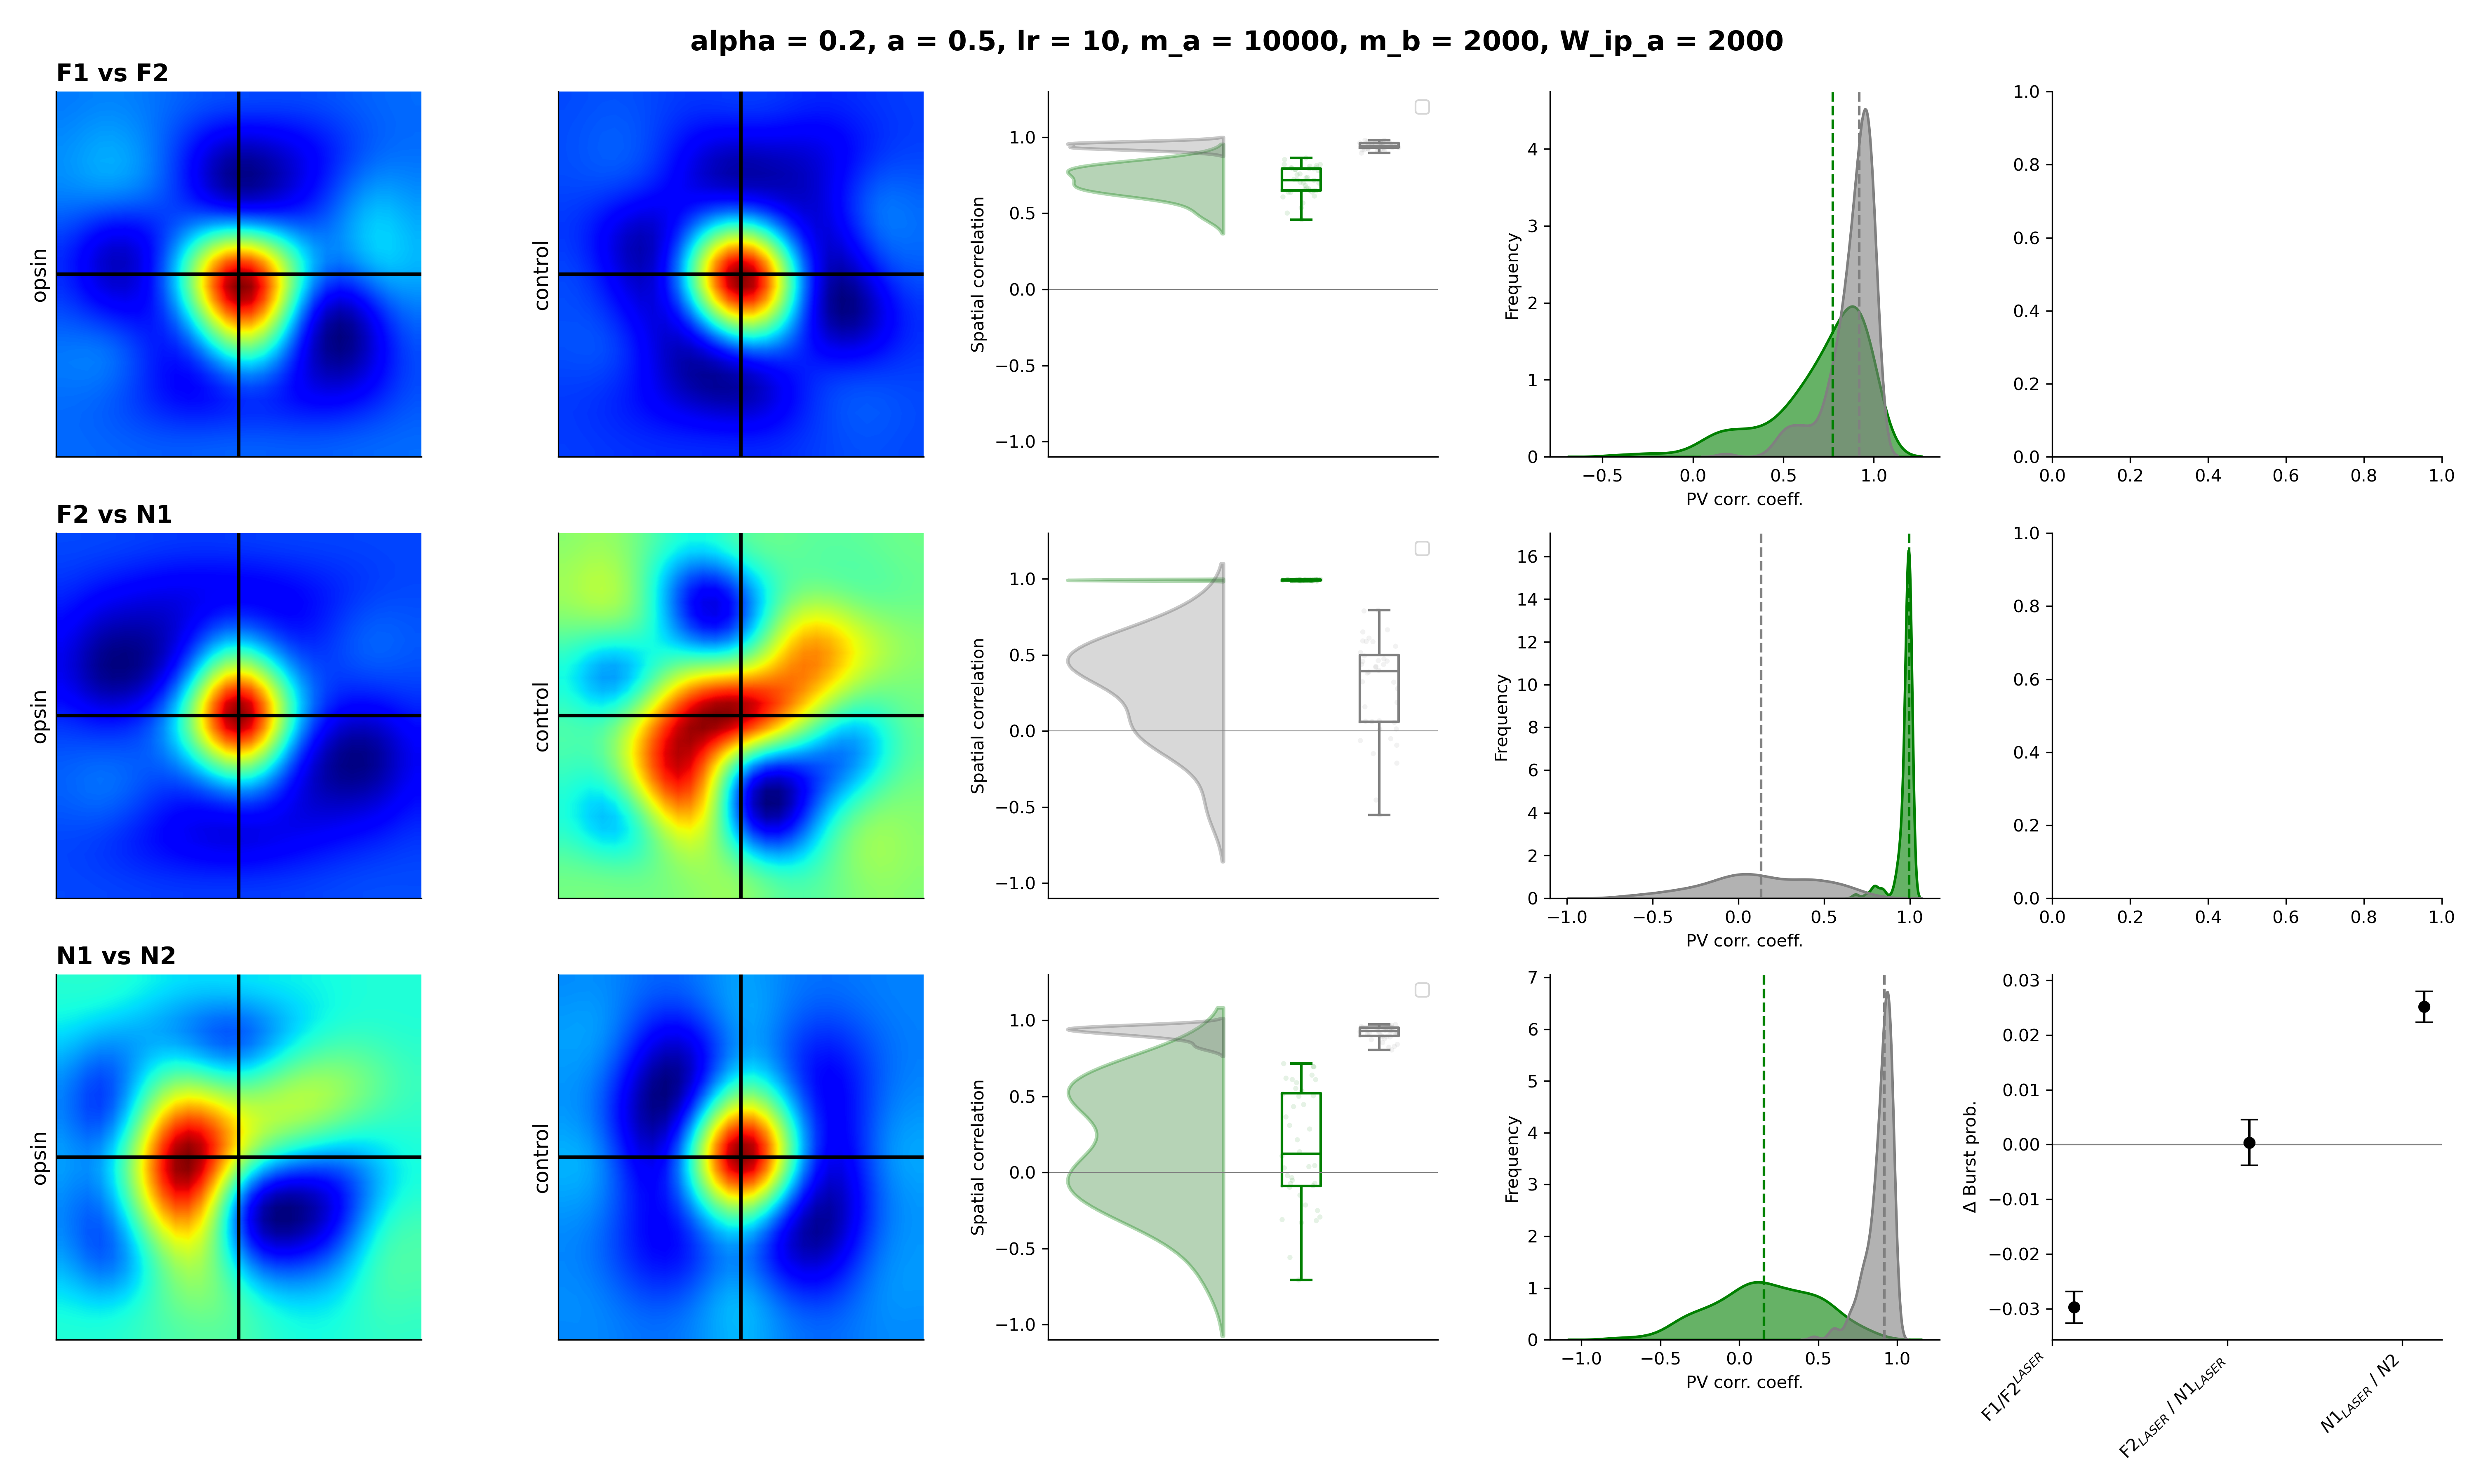 alpha = 0.2, a = 0.5, lr = 10, m_a = 10000, m_b = 2000, W_ip_a = 2000
F1 vs F2
opsin
control
Spatial correlation
1.0
0.5
0.0
−0.5
−1.0
Frequency
4
3
2
1
0
−0.5 0.0 0.5 1.0
PV corr. coeff.
1.0
0.8
0.6
0.4
0.2
0.0
0.0 0.2 0.4 0.6 0.8 1.0
F2 vs N1
opsin
control
Spatial correlation
1.0
0.5
0.0
−0.5
−1.0
Frequency
16
14
12
10
8
6
4
2
0
−1.0 −0.5 0.0 0.5 1.0
PV corr. coeff.
1.0
0.8
0.6
0.4
0.2
0.0
0.0 0.2 0.4 0.6 0.8 1.0
N1 vs N2
opsin
control
Spatial correlation
1.0
0.5
0.0
−0.5
−1.0
Frequency
7
6
5
4
3
2
1
0
−1.0 −0.5 0.0 0.5 1.0
PV corr. coeff.
Δ Burst prob.
0.03
0.02
0.01
0.00
−0.01
−0.02
−0.03
F1/F2^LASER
F2_LASER / N1_LASER
N1_LASER / N2